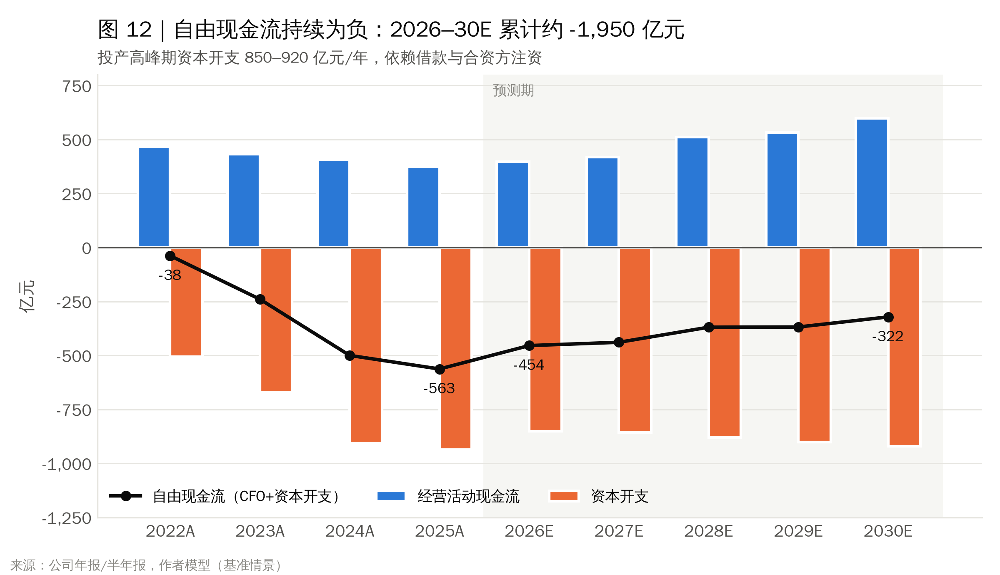 图 12｜自由现金流持续为负：2026–30E 累计约 -1,950 亿元
投产高峰期资本开支 850–920 亿元/年，依赖借款与合资方注资
预测期
亿元
750
500
250
0
-250
-500
-750
-1,000
-1,250
-38
-563
-454
-322
自由现金流（CFO+资本开支） 经营活动现金流 资本开支
2022A 2023A 2024A 2025A 2026E 2027E 2028E 2029E 2030E
来源：公司年报/半年报，作者模型（基准情景）